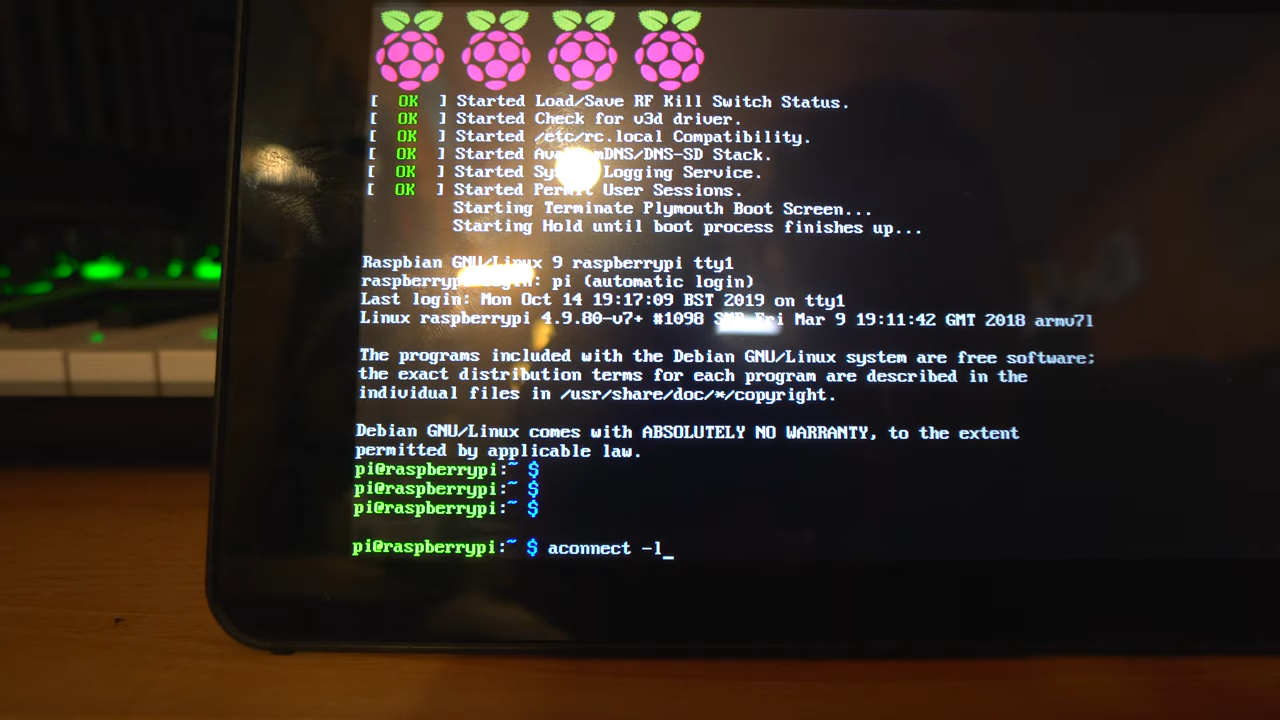 [ OK ] Started Load/Save RF Kill Switch Status.
[ OK ] Started Check for v3d driver.
[ OK ] Started /etc/rc.local Compatibility.
[ OK ] Started mDNS/DNS-SD Stack.
[ OK ] Started Logging Service.
[ OK ] Started Permit User Sessions.
Starting Terminate Plymouth Boot Screen...
Starting Hold until boot process finishes up...
Raspbian GNU/Linux 9 raspberrypi tty1
raspberrypi login: pi (automatic login)
Last login: Mon Oct 14 19:17:09 BST 2019 on tty1
Linux raspberrypi 4.9.80-v7+ #1098 SMP Fri Mar 9 19:11:42 GMT 2018 armv7l
The programs included with the Debian GNU/Linux system are free software;
the exact distribution terms for each program are described in the
individual files in /usr/share/doc/*/copyright.
Debian GNU/Linux comes with ABSOLUTELY NO WARRANTY, to the extent
permitted by applicable law.
pi@raspberrypi:~ $
pi@raspberrypi:~ $
pi@raspberrypi:~ $
pi@raspberrypi:~ $ aconnect -l_